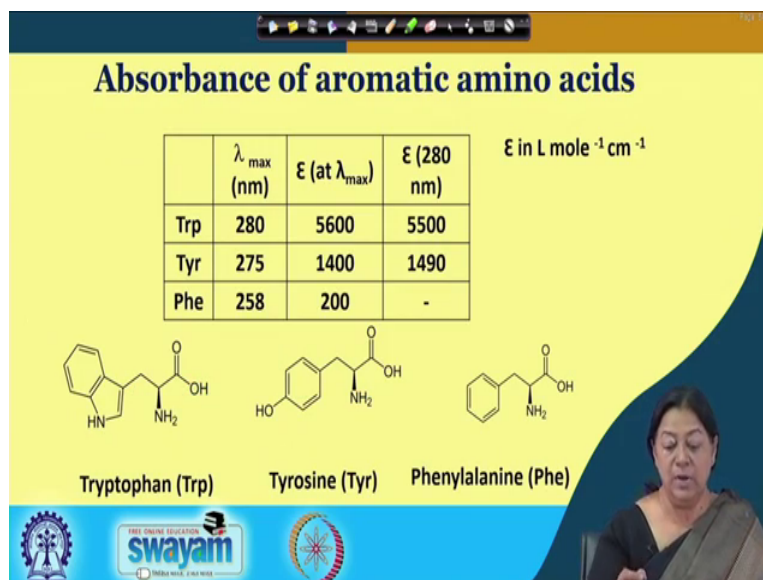 Absorbance of aromatic amino acids
λ max (nm) Ɛ (at λmax) Ɛ (280 nm)
Trp 280 5600 5500
Tyr 275 1400 1490
Phe 258 200 -
Ɛ in L mole -1 cm -1
O
OH
NH2
HN
O
OH
NH2
HO
O
OH
NH2
Tryptophan (Trp)
Tyrosine (Tyr)
Phenylalanine (Phe)
FREE ONLINE EDUCATION
swayam